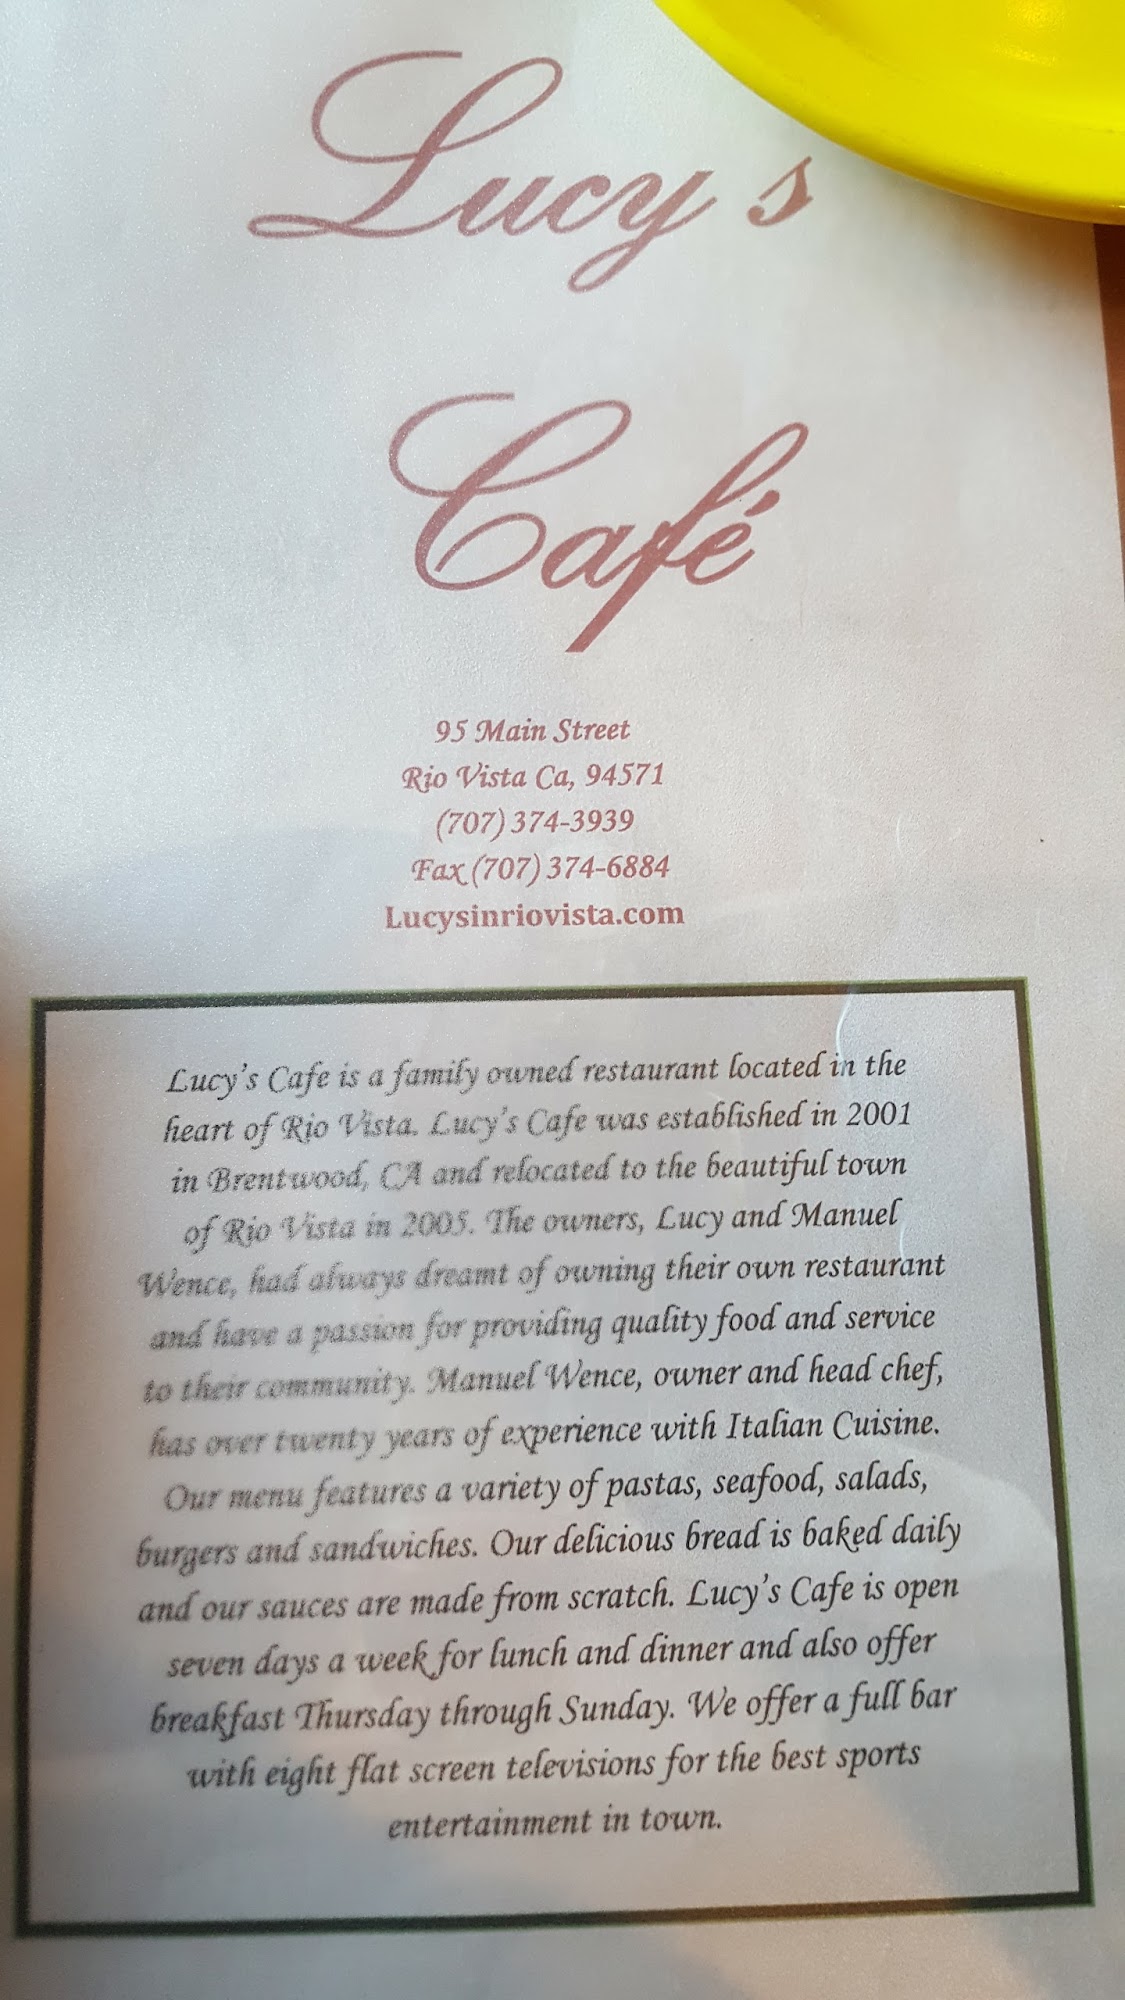 Lucy s
Café
95 Main Street
Rio Vista Ca, 94571
(707) 374-3939
Fax (707) 374-6884
Lucysinriovista.com
Lucy's Cafe is a family owned restaurant located in the
heart of Rio Vista. Lucy's Cafe was established in 2001
in Brentwood, CA and relocated to the beautiful town
of Rio Vista in 2005. The owners, Lucy and Manuel
Wence, had always dreamt of owning their own restaurant
and have a passion for providing quality food and service
to their community. Manuel Wence, owner and head chef,
has over twenty years of experience with Italian Cuisine.
Our menu features a variety of pastas, seafood, salads,
burgers and sandwiches. Our delicious bread is baked daily
and our sauces are made from scratch. Lucy's Cafe is open
seven days a week for lunch and dinner and also offer
breakfast Thursday through Sunday. We offer a full bar
with eight flat screen televisions for the best sports
entertainment in town.